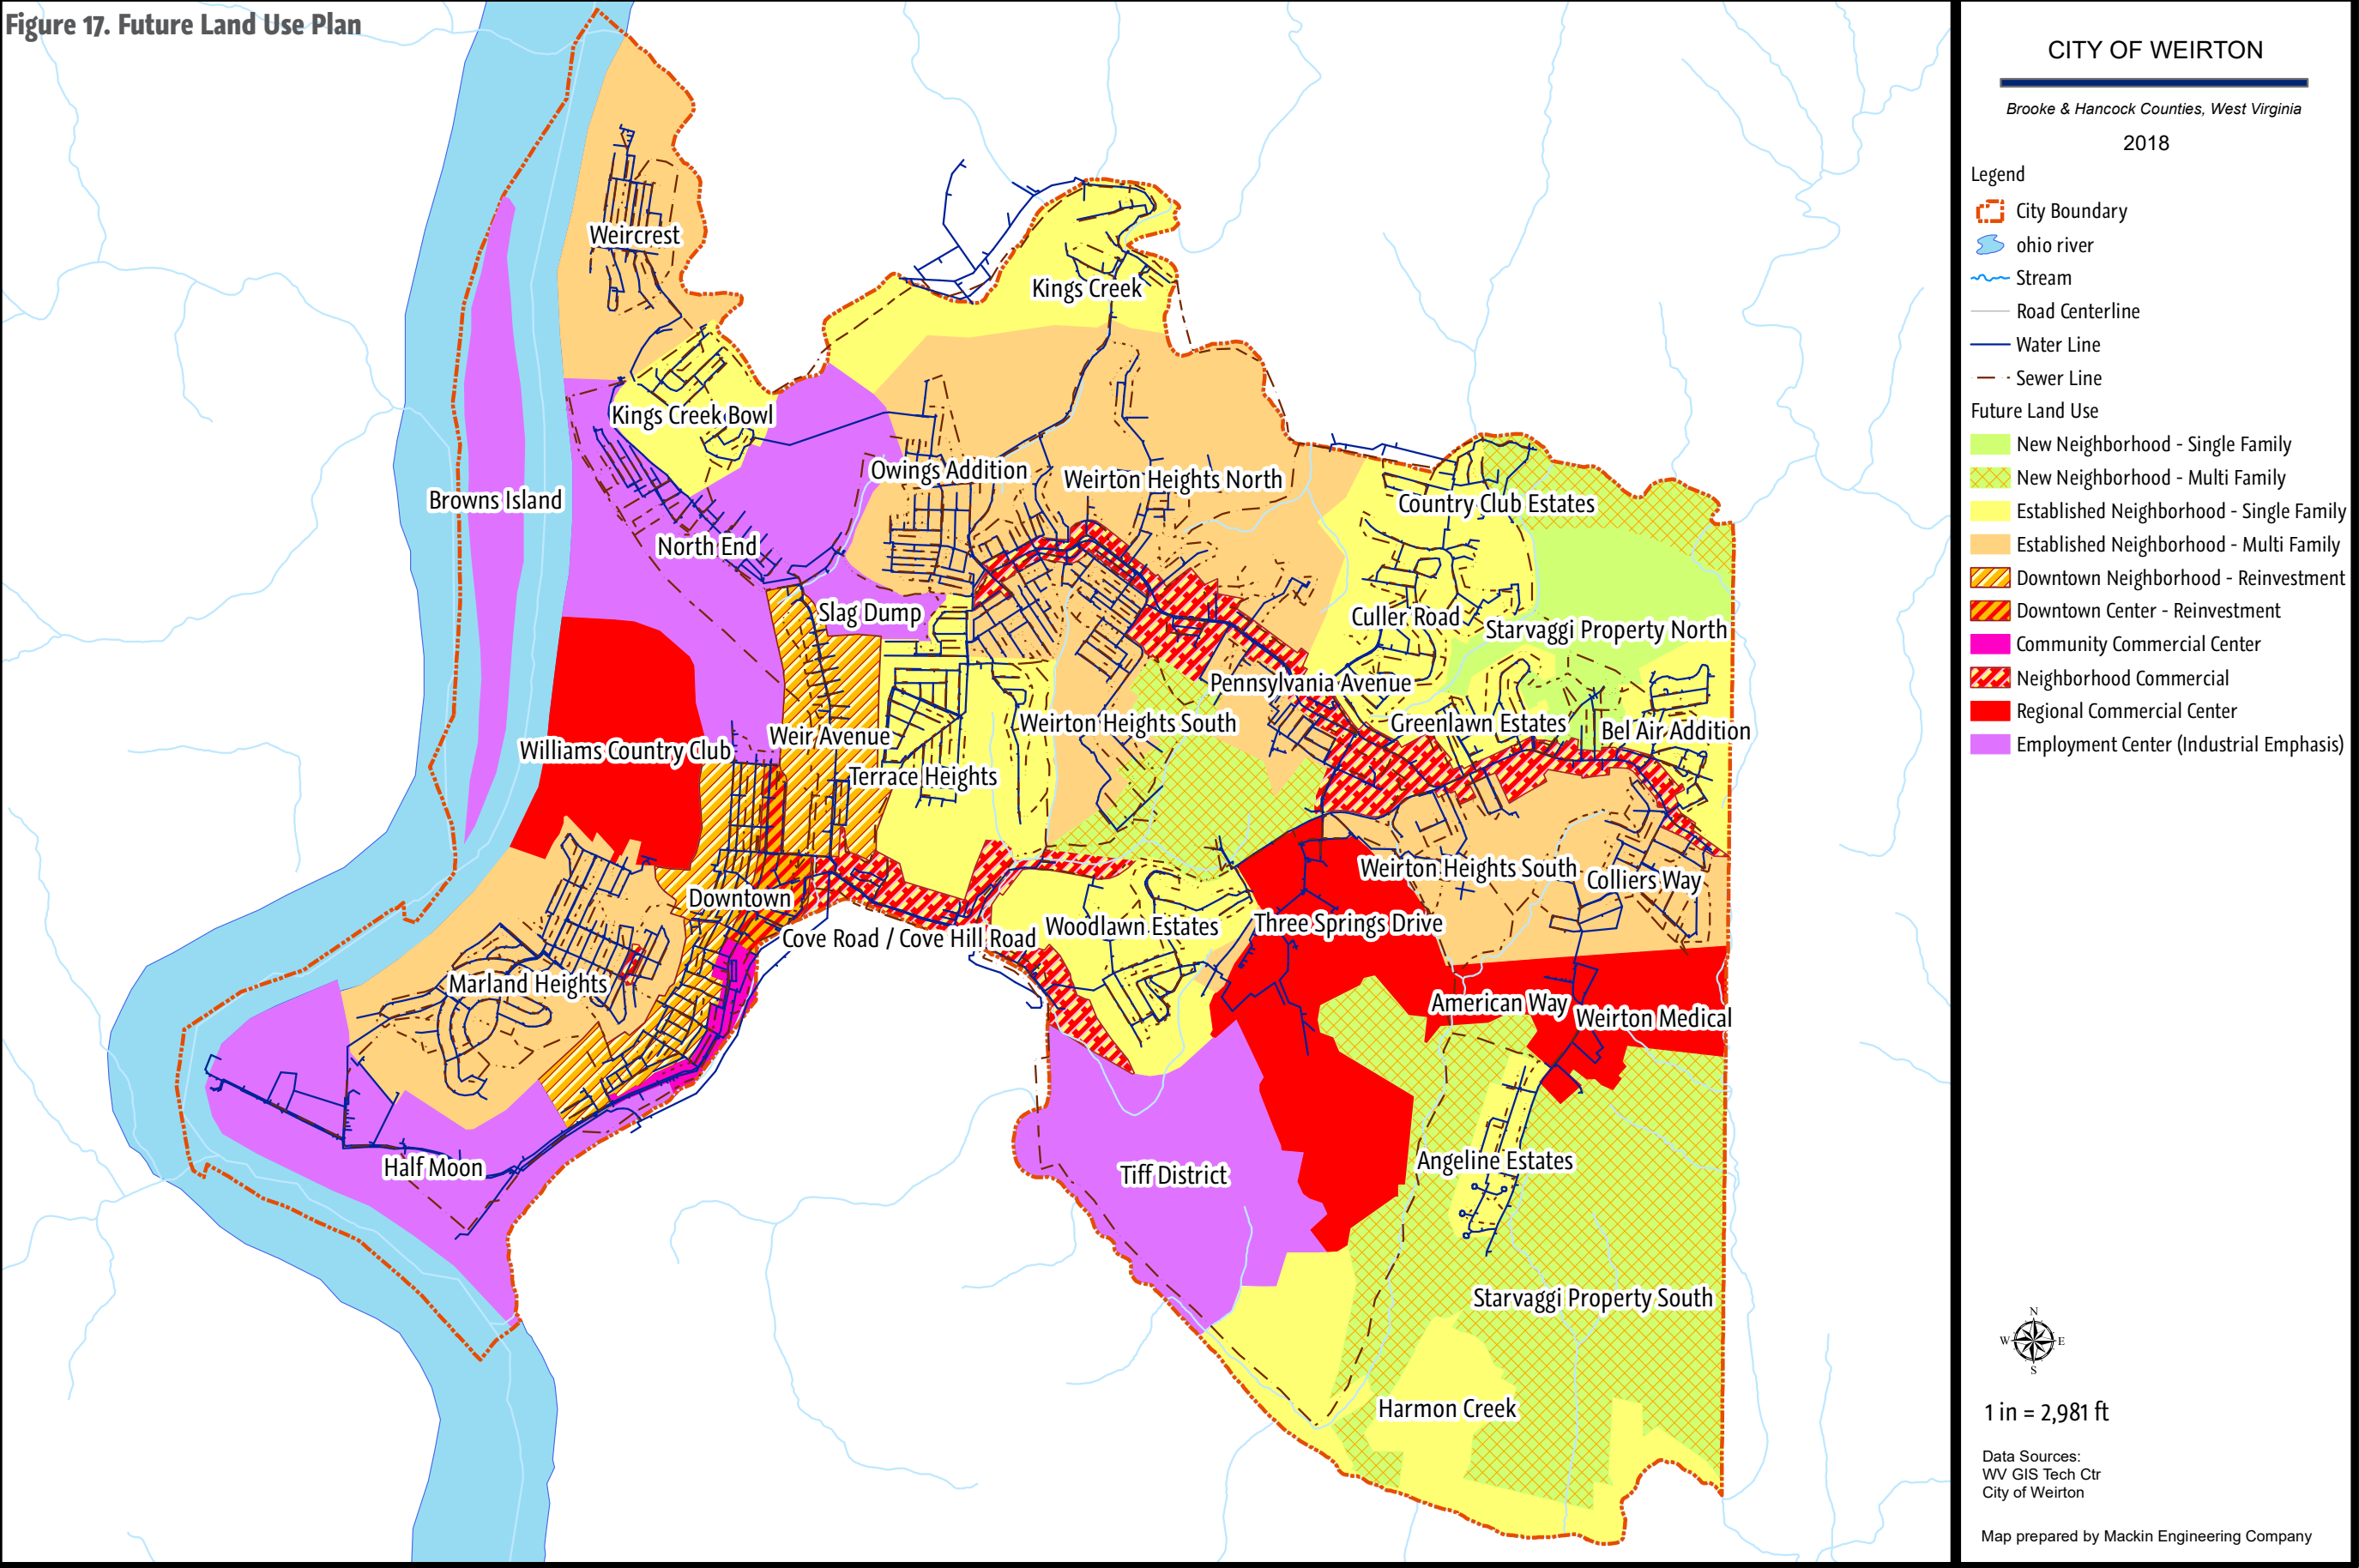 Figure 17. Future Land Use Plan
Weircrest
Kings Creek
Kings Creek Bowl
Owings Addition
Weirton Heights North
Browns Island
Country Club Estates
North End
Slag Dump
Culler Road
Starvaggi Property North
Pennsylvania Avenue
Weirton Heights South
Greenlawn Estates
Bel Air Addition
Weir Avenue
Williams Country Club
Terrace Heights
Weirton Heights South
Colliers Way
Downtown
Woodlawn Estates
Three Springs Drive
Cove Road / Cove Hill Road
Marland Heights
American Way
Weirton Medical
Half Moon
Tiff District
Angeline Estates
Starvaggi Property South
Harmon Creek
CITY OF WEIRTON
Brooke & Hancock Counties, West Virginia
2018
Legend
City Boundary
ohio river
Stream
Road Centerline
Water Line
Sewer Line
Future Land Use
New Neighborhood - Single Family
New Neighborhood - Multi Family
Established Neighborhood - Single Family
Established Neighborhood - Multi Family
Downtown Neighborhood - Reinvestment
Downtown Center - Reinvestment
Community Commercial Center
Neighborhood Commercial
Regional Commercial Center
Employment Center (Industrial Emphasis)
N
W E
S
1 in = 2,981 ft
Data Sources:
WV GIS Tech Ctr
City of Weirton
Map prepared by Mackin Engineering Company